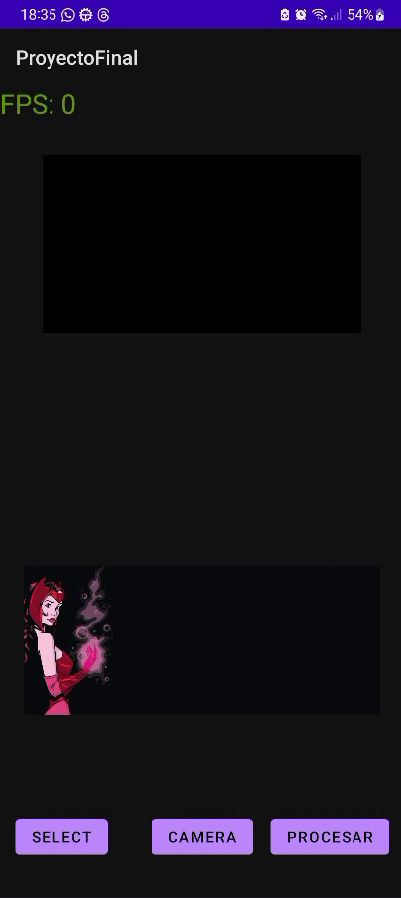 18:35 54%
ProyectoFinal
FPS: 0
SELECT CAMERA PROCESAR